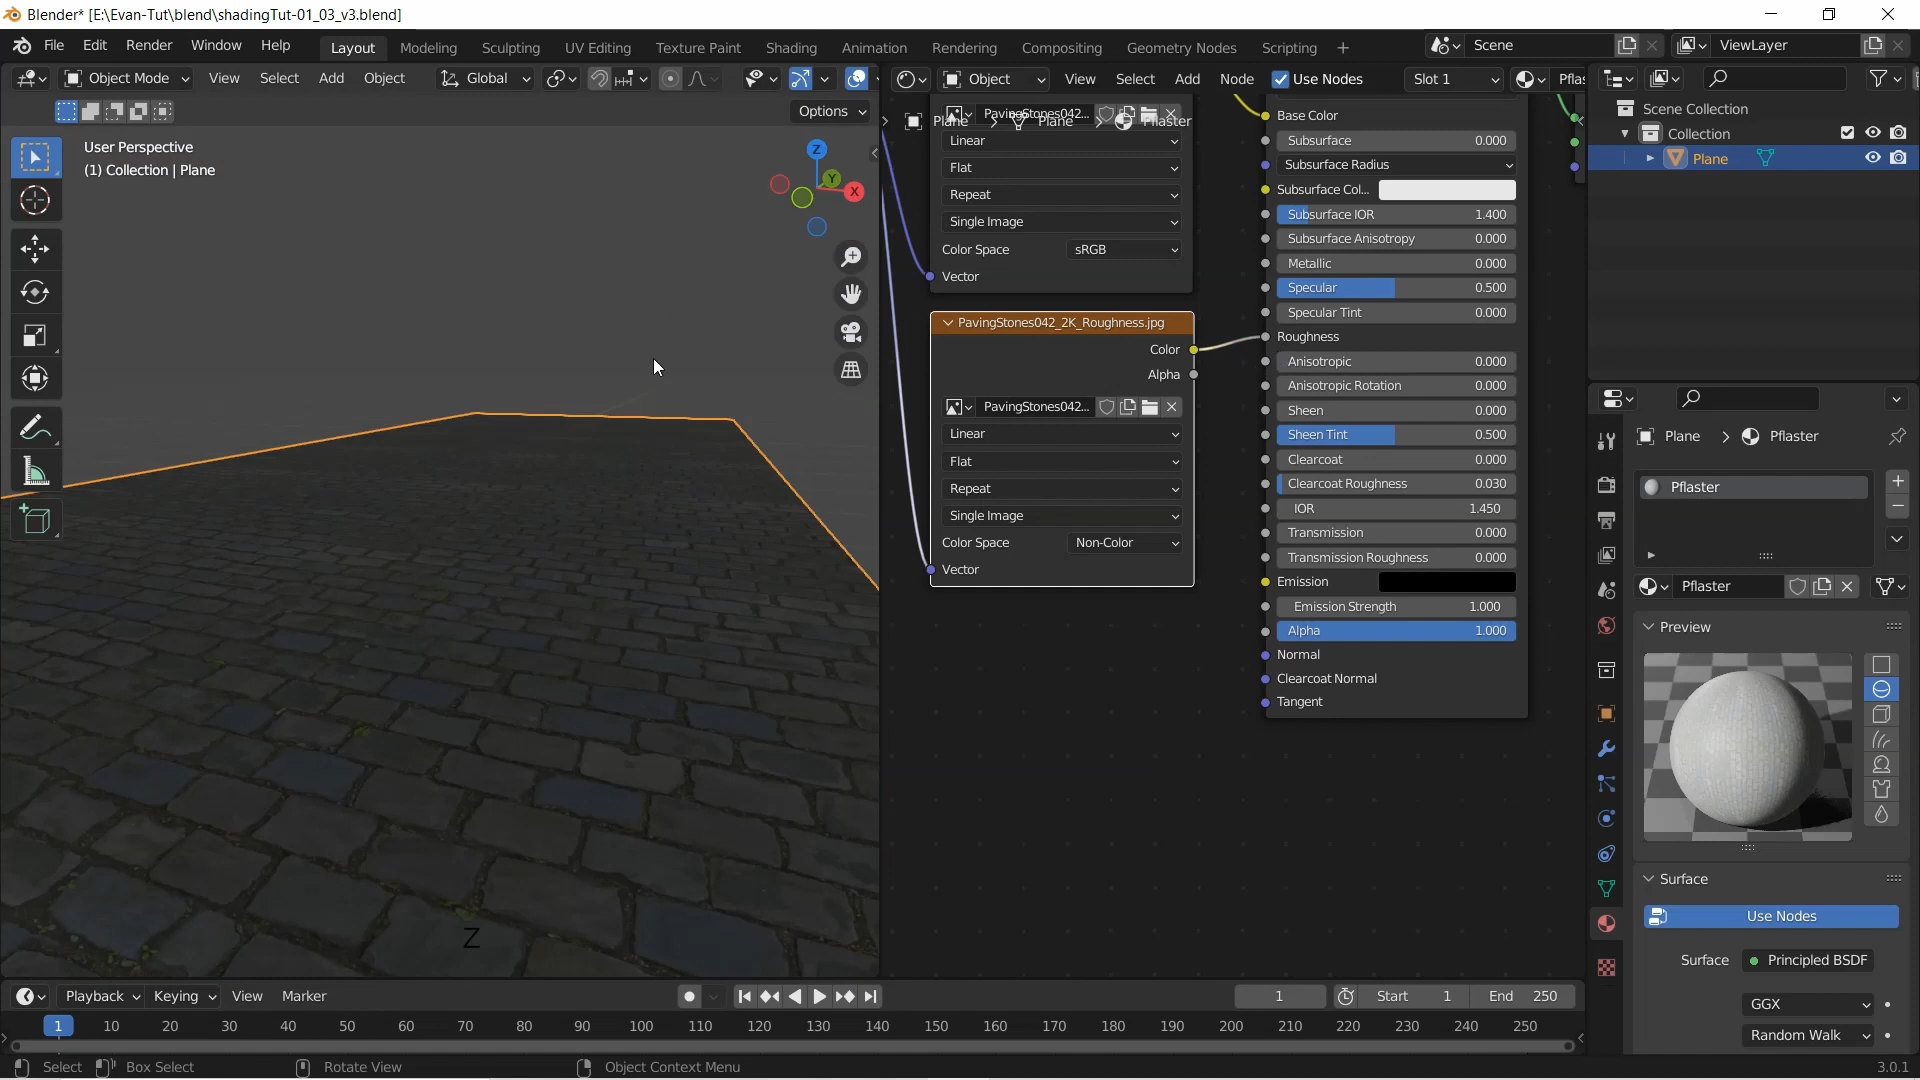 Blender* [E:\Evan-Tut\blend\shadingTut-01_03_v3.blend]
File Edit Render Window Help Layout Modeling Sculpting UV Editing Texture Paint Shading Animation Rendering Compositing Geometry Nodes Scripting + Scene ViewLayer
Object Mode View Select Add Object Global Object View Select Add Node Use Nodes Slot 1 Pflas
Options
User Perspective
(1) Collection | Plane
Z
Y
X
PavingStones042...
Plane > Plane > Pflaster
Linear
Flat
Repeat
Single Image
Color Space sRGB
Vector
PavingStones042_2K_Roughness.jpg
Color
Alpha
PavingStones042...
Linear
Flat
Repeat
Single Image
Color Space Non-Color
Vector
Base Color
Subsurface 0.000
Subsurface Radius
Subsurface Col...
Subsurface IOR 1.400
Subsurface Anisotropy 0.000
Metallic 0.000
Specular 0.500
Specular Tint 0.000
Roughness
Anisotropic 0.000
Anisotropic Rotation 0.000
Sheen 0.000
Sheen Tint 0.500
Clearcoat 0.000
Clearcoat Roughness 0.030
IOR 1.450
Transmission 0.000
Transmission Roughness 0.000
Emission
Emission Strength 1.000
Alpha 1.000
Normal
Clearcoat Normal
Tangent
Scene Collection
Collection
Plane
Plane > Pflaster
Pflaster
Pflaster
Preview
Surface
Use Nodes
Surface Principled BSDF
GGX
Random Walk
Z
Playback Keying View Marker 1 Start 1 End 250
1 10 20 30 40 50 60 70 80 90 100 110 120 130 140 150 160 170 180 190 200 210 220 230 240 250
Select Box Select Rotate View Object Context Menu 3.0.1